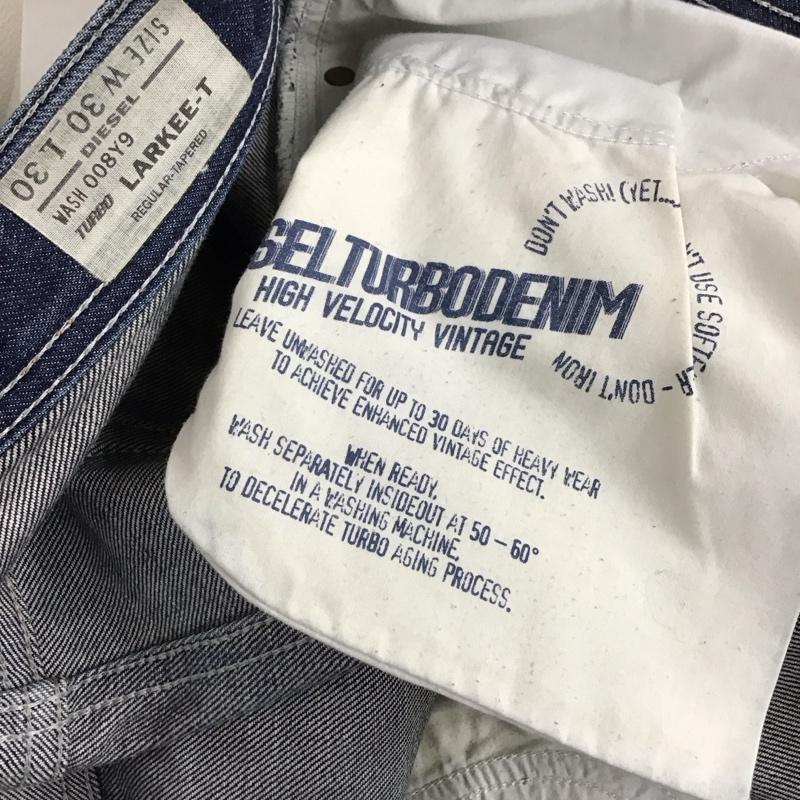 SIZE W 30 L 30
DIESEL
WASH 008Y9
TURBO LARKEE-T
REGULAR-TAPERED
DON'T WASH! (YET....
'T USE SOFT
R - DON'T IRON
SELTURBODENIM
HIGH VELOCITY VINTAGE
LEAVE UNWASHED FOR UP TO 30 DAYS OF HEAVY WEAR
TO ACHIEVE ENHANCED VINTAGE EFFECT.
WHEN READY,
WASH SEPARATELY INSIDEOUT AT 50 – 60°
IN A WASHING MACHINE,
TO DECELERATE TURBO AGING PROCESS.